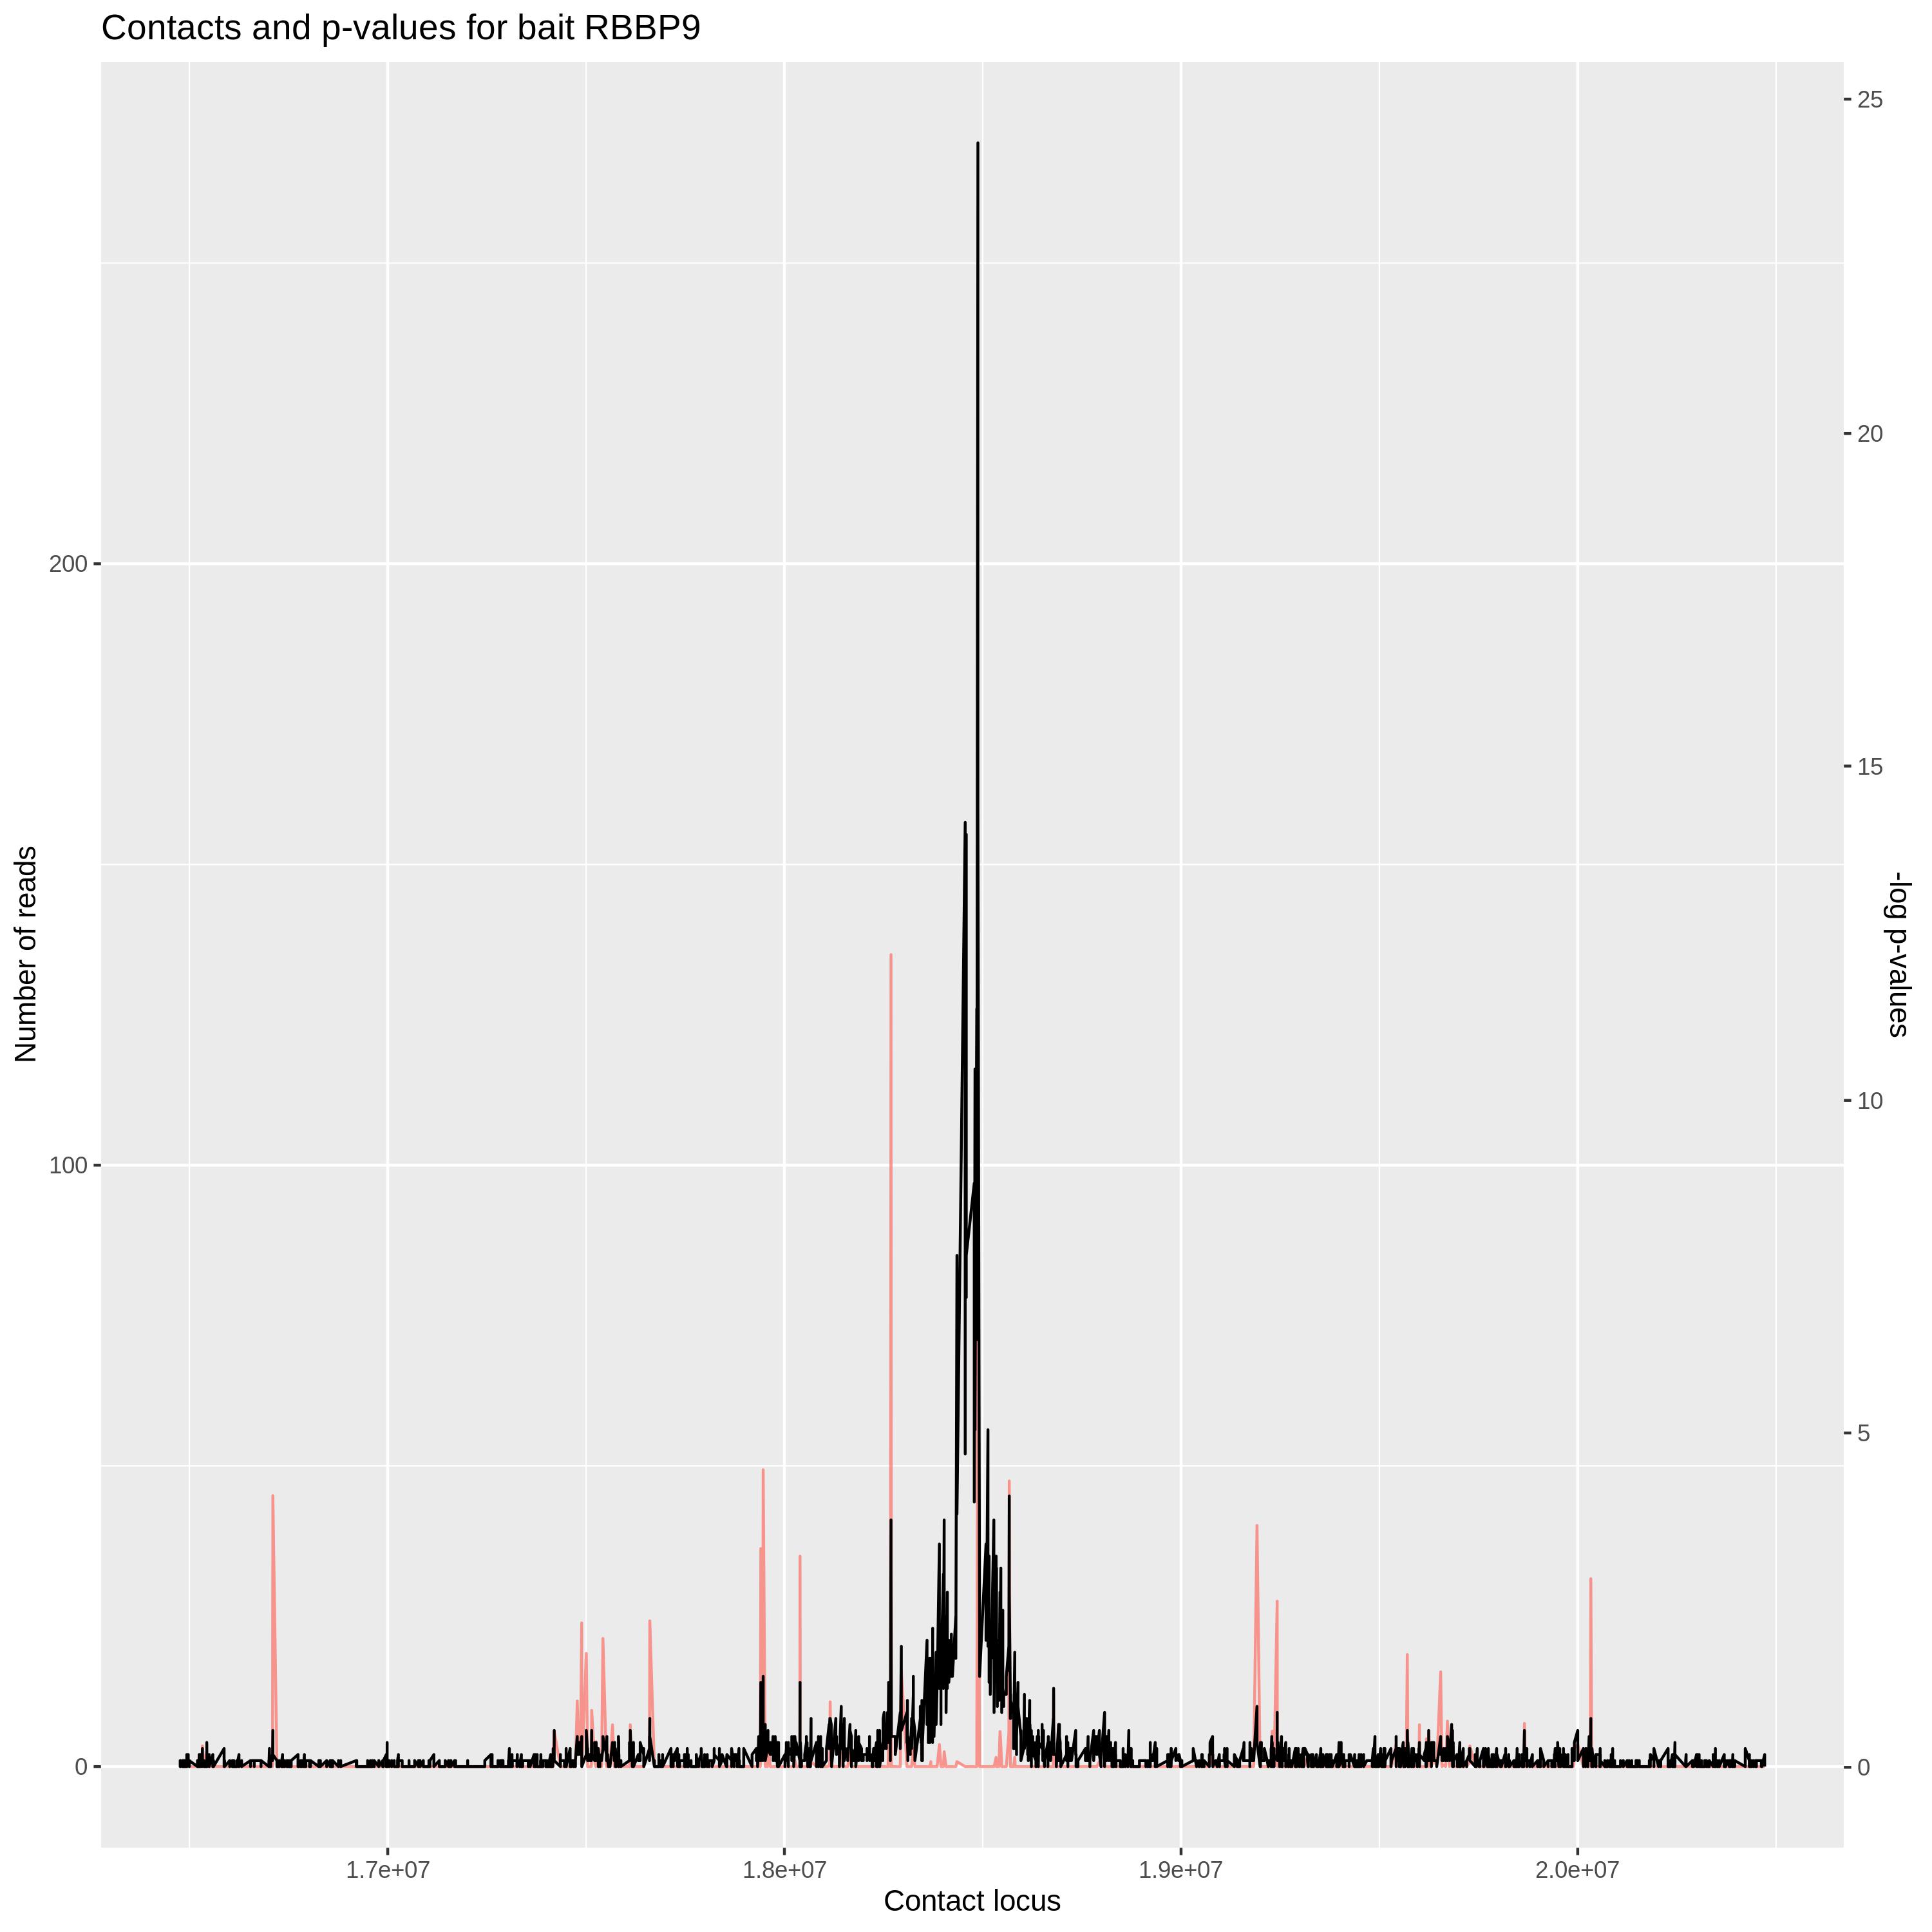 Contacts and p-values for bait RBBP9
25
20
200
15
Number of reads
-log p-values
10
100
5
0
0
1.7e+07
1.8e+07
1.9e+07
2.0e+07
Contact locus